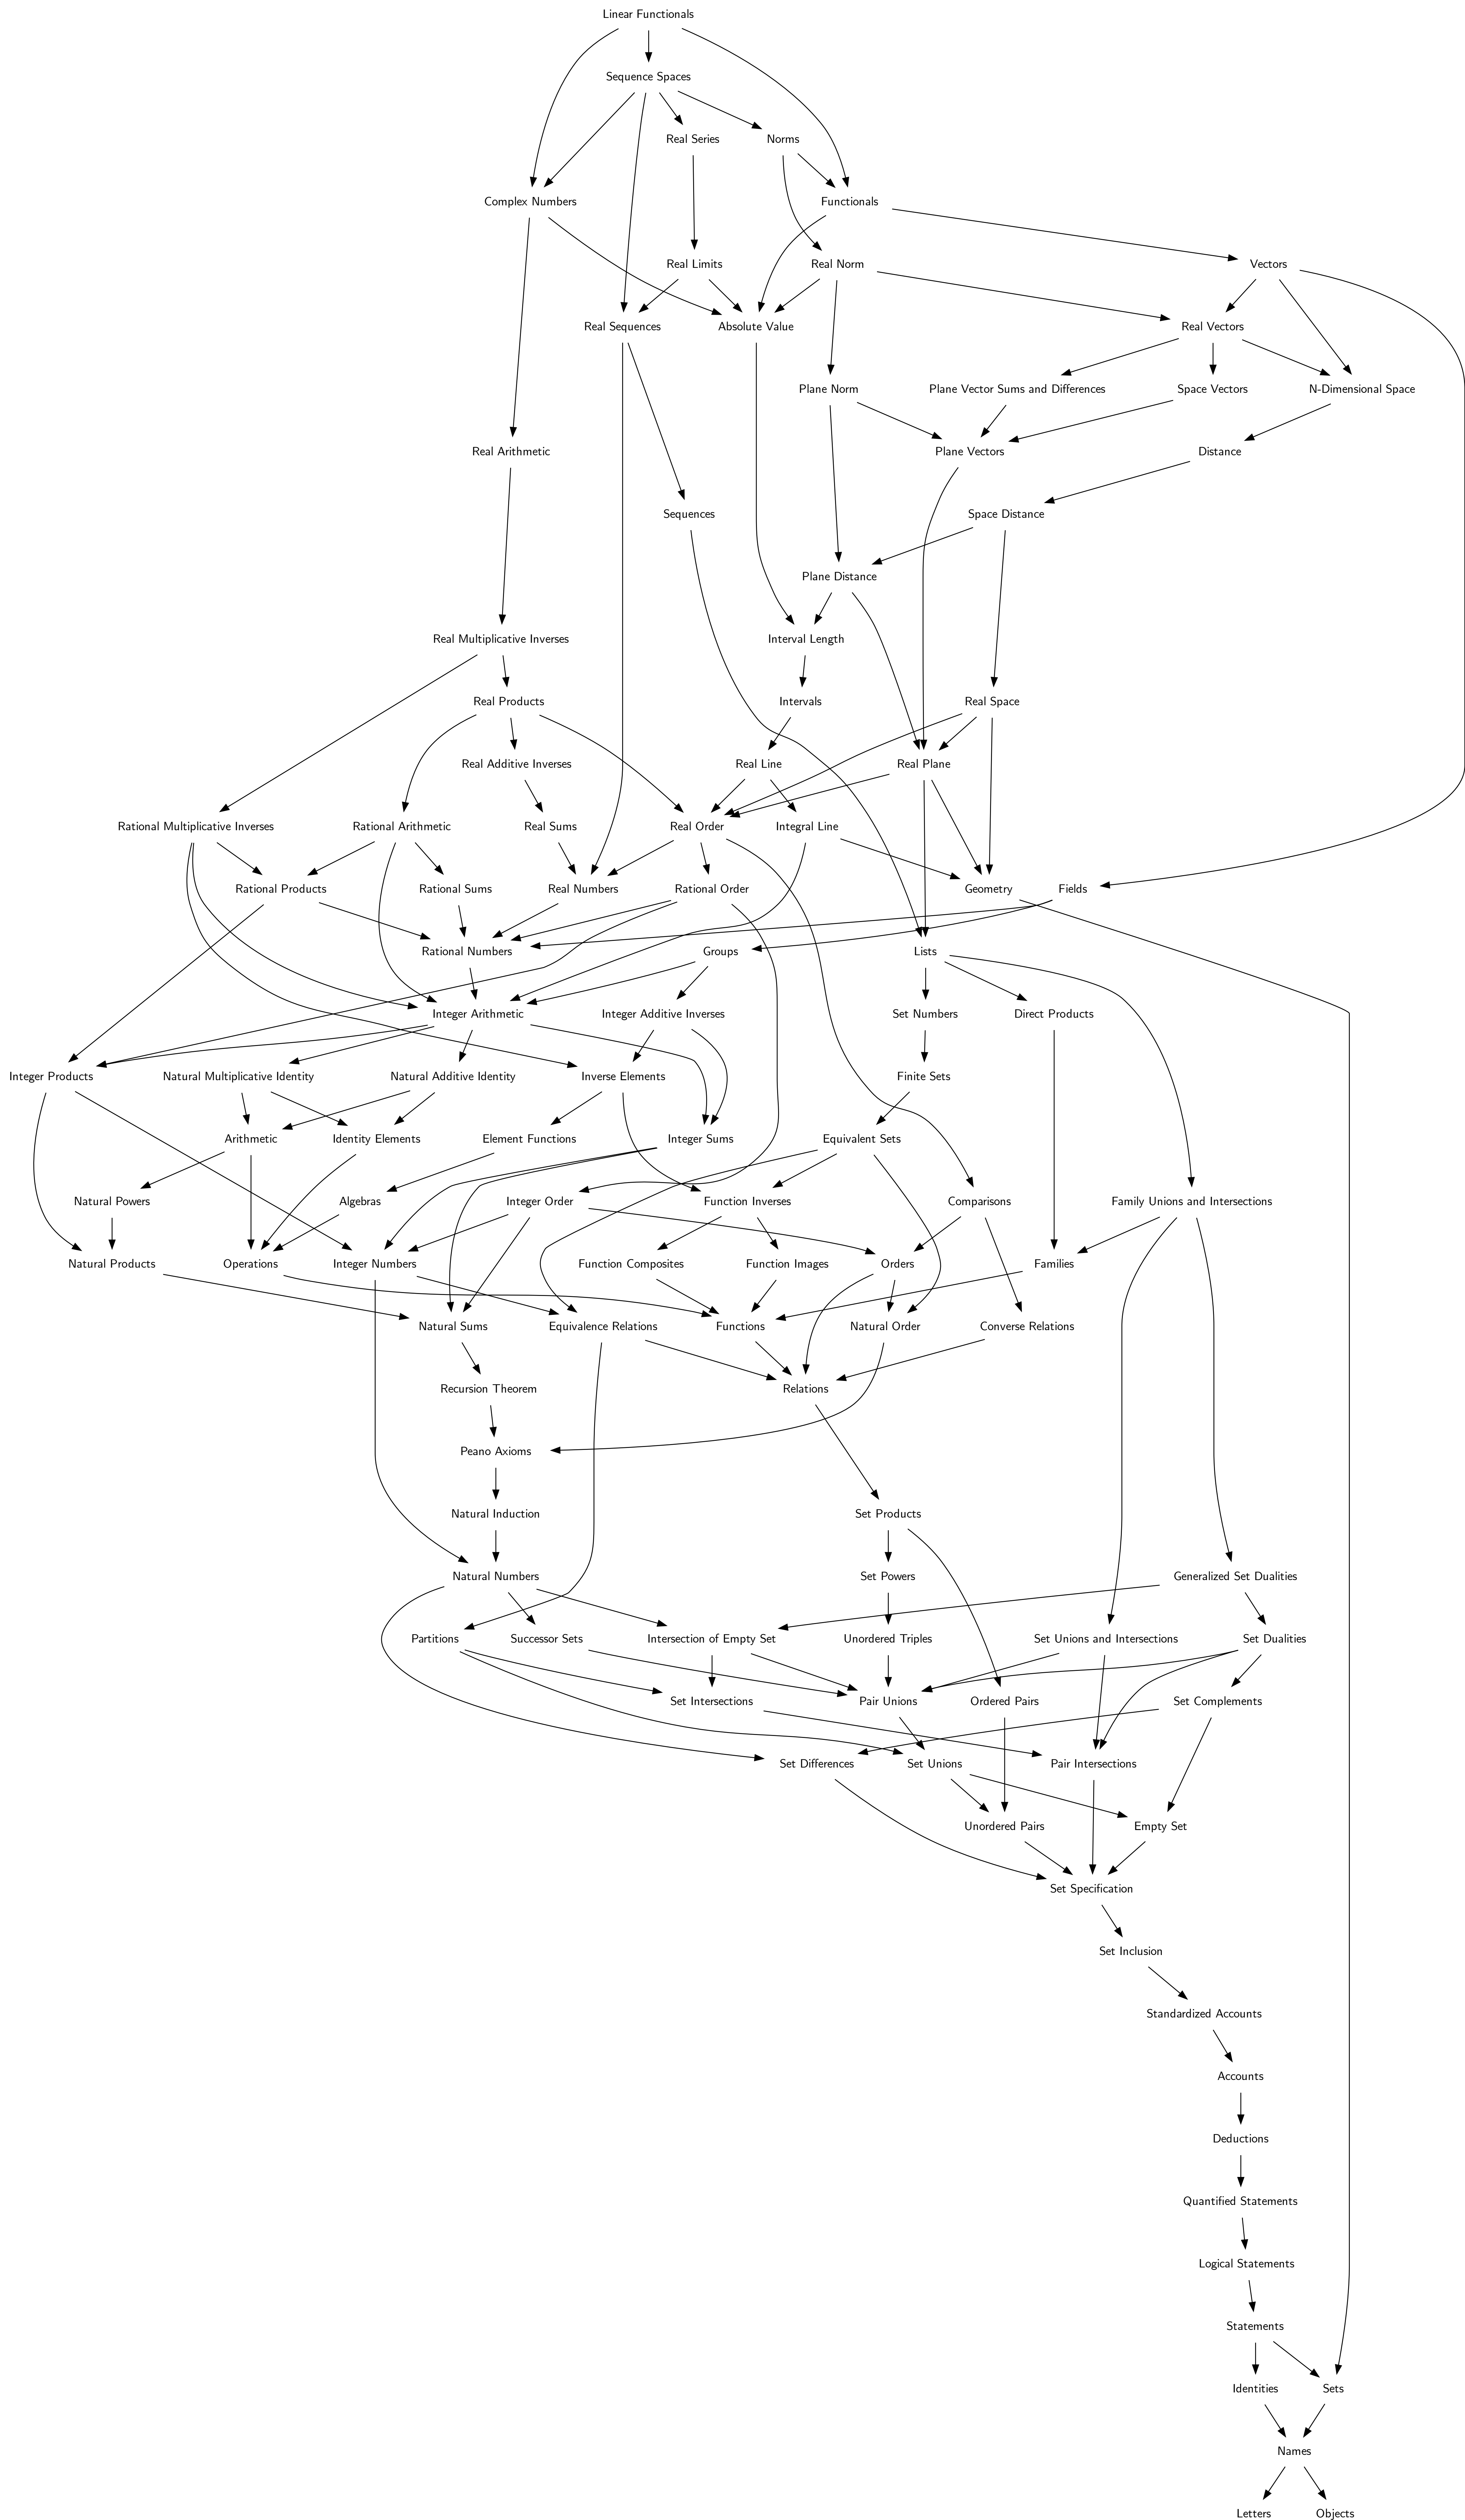 Linear Functionals
Sequence Spaces
Real Series
Norms
Complex Numbers
Functionals
Real Limits
Real Norm
Vectors
Real Sequences
Absolute Value
Real Vectors
Plane Norm
Plane Vector Sums and Differences
Space Vectors
N-Dimensional Space
Real Arithmetic
Plane Vectors
Distance
Sequences
Space Distance
Plane Distance
Real Multiplicative Inverses
Interval Length
Real Products
Intervals
Real Space
Real Additive Inverses
Real Line
Real Plane
Rational Multiplicative Inverses
Rational Arithmetic
Real Sums
Real Order
Integral Line
Rational Products
Rational Sums
Real Numbers
Rational Order
Geometry
Fields
Rational Numbers
Groups
Lists
Integer Arithmetic
Integer Additive Inverses
Set Numbers
Direct Products
Integer Products
Natural Multiplicative Identity
Natural Additive Identity
Inverse Elements
Finite Sets
Arithmetic
Identity Elements
Element Functions
Integer Sums
Equivalent Sets
Natural Powers
Algebras
Integer Order
Function Inverses
Comparisons
Family Unions and Intersections
Natural Products
Operations
Integer Numbers
Function Composites
Function Images
Orders
Families
Natural Sums
Equivalence Relations
Functions
Natural Order
Converse Relations
Recursion Theorem
Relations
Peano Axioms
Natural Induction
Set Products
Natural Numbers
Set Powers
Generalized Set Dualities
Partitions
Successor Sets
Intersection of Empty Set
Unordered Triples
Set Unions and Intersections
Set Dualities
Set Intersections
Pair Unions
Ordered Pairs
Set Complements
Set Differences
Set Unions
Pair Intersections
Unordered Pairs
Empty Set
Set Specification
Set Inclusion
Standardized Accounts
Accounts
Deductions
Quantified Statements
Logical Statements
Statements
Identities
Sets
Names
Letters
Objects